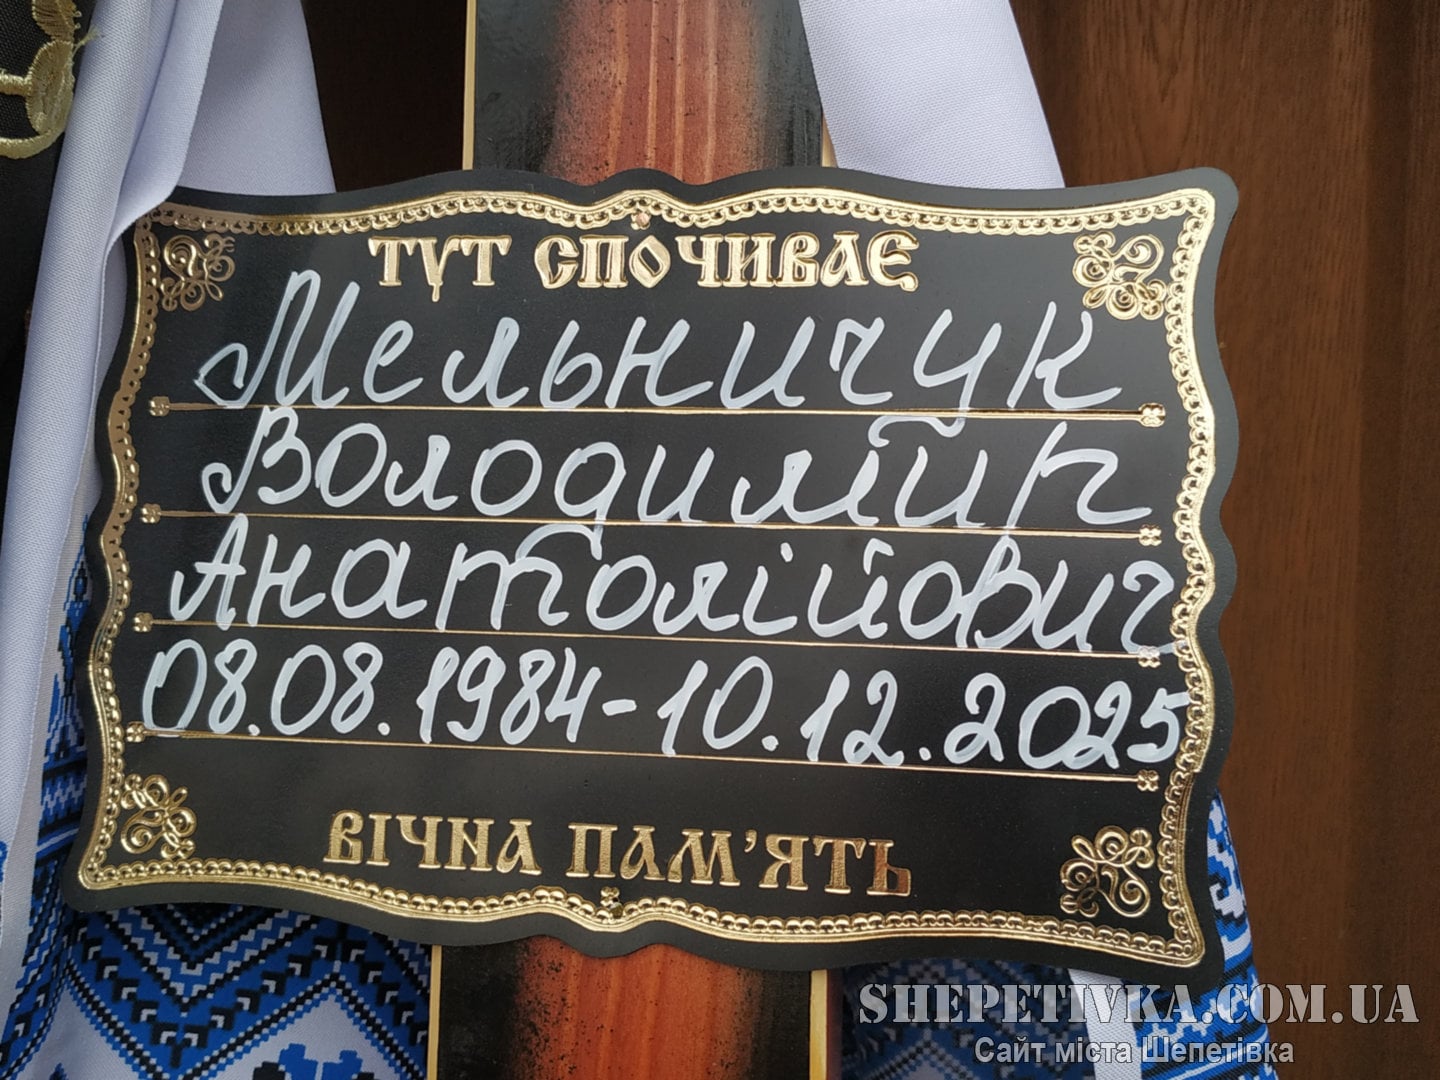 ТУТ СПОЧИВАЄ
Мельничук
Володимир
Анатолійович
08.08.1984-10.12.2025
ВІЧНА ПАМ'ЯТЬ
SHEPETIVKA.COM.UA
Сайт міста Шепетівка